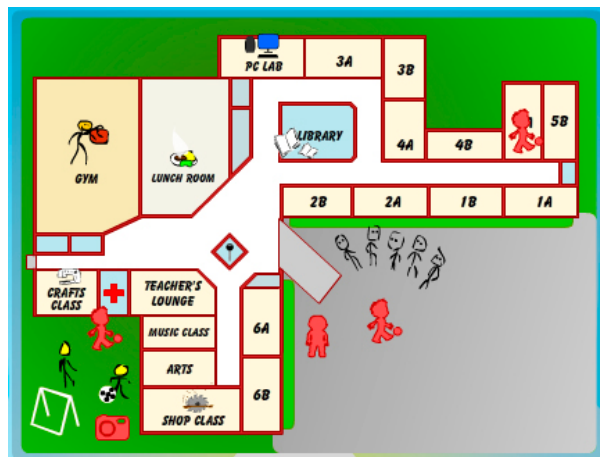 PC LAB
3A
3B
LIBRARY
4A
4B
5B
GYM
LUNCH ROOM
2B
2A
1B
1A
CRAFTS
CLASS
TEACHER'S
LOUNGE
MUSIC CLASS
6A
ARTS
6B
SHOP CLASS